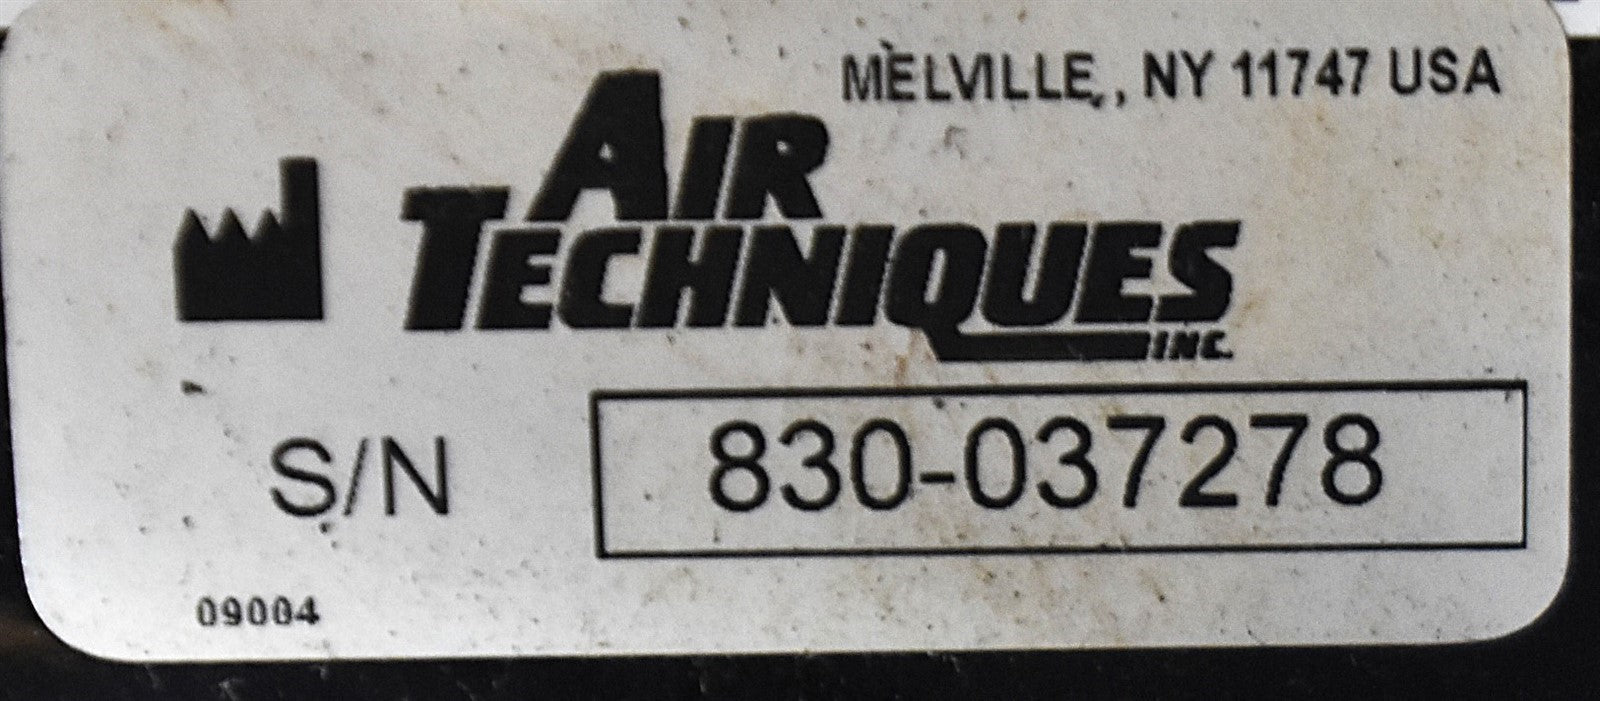 MELVILLE, NY 11747 USA
AIR
TECHNIQUES
INC.
S/N 830-037278
09004